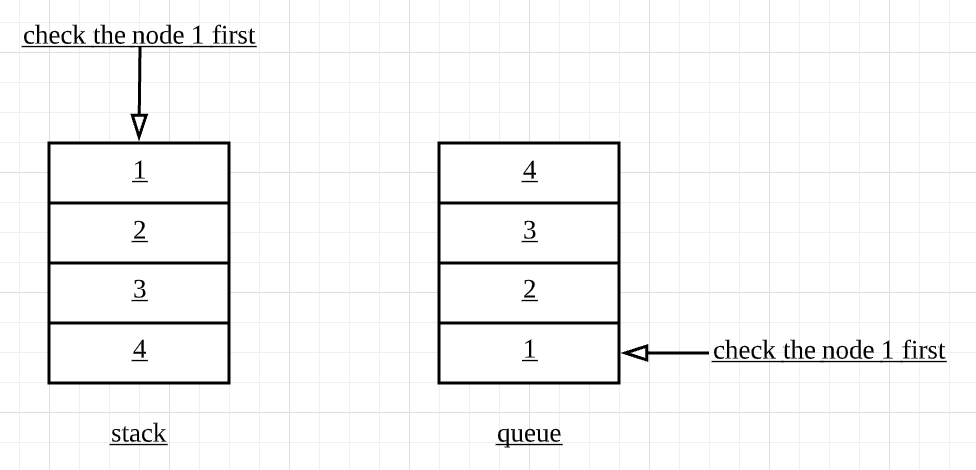 check the node 1 first
1
2
3
4
stack
4
3
2
1
check the node 1 first
queue